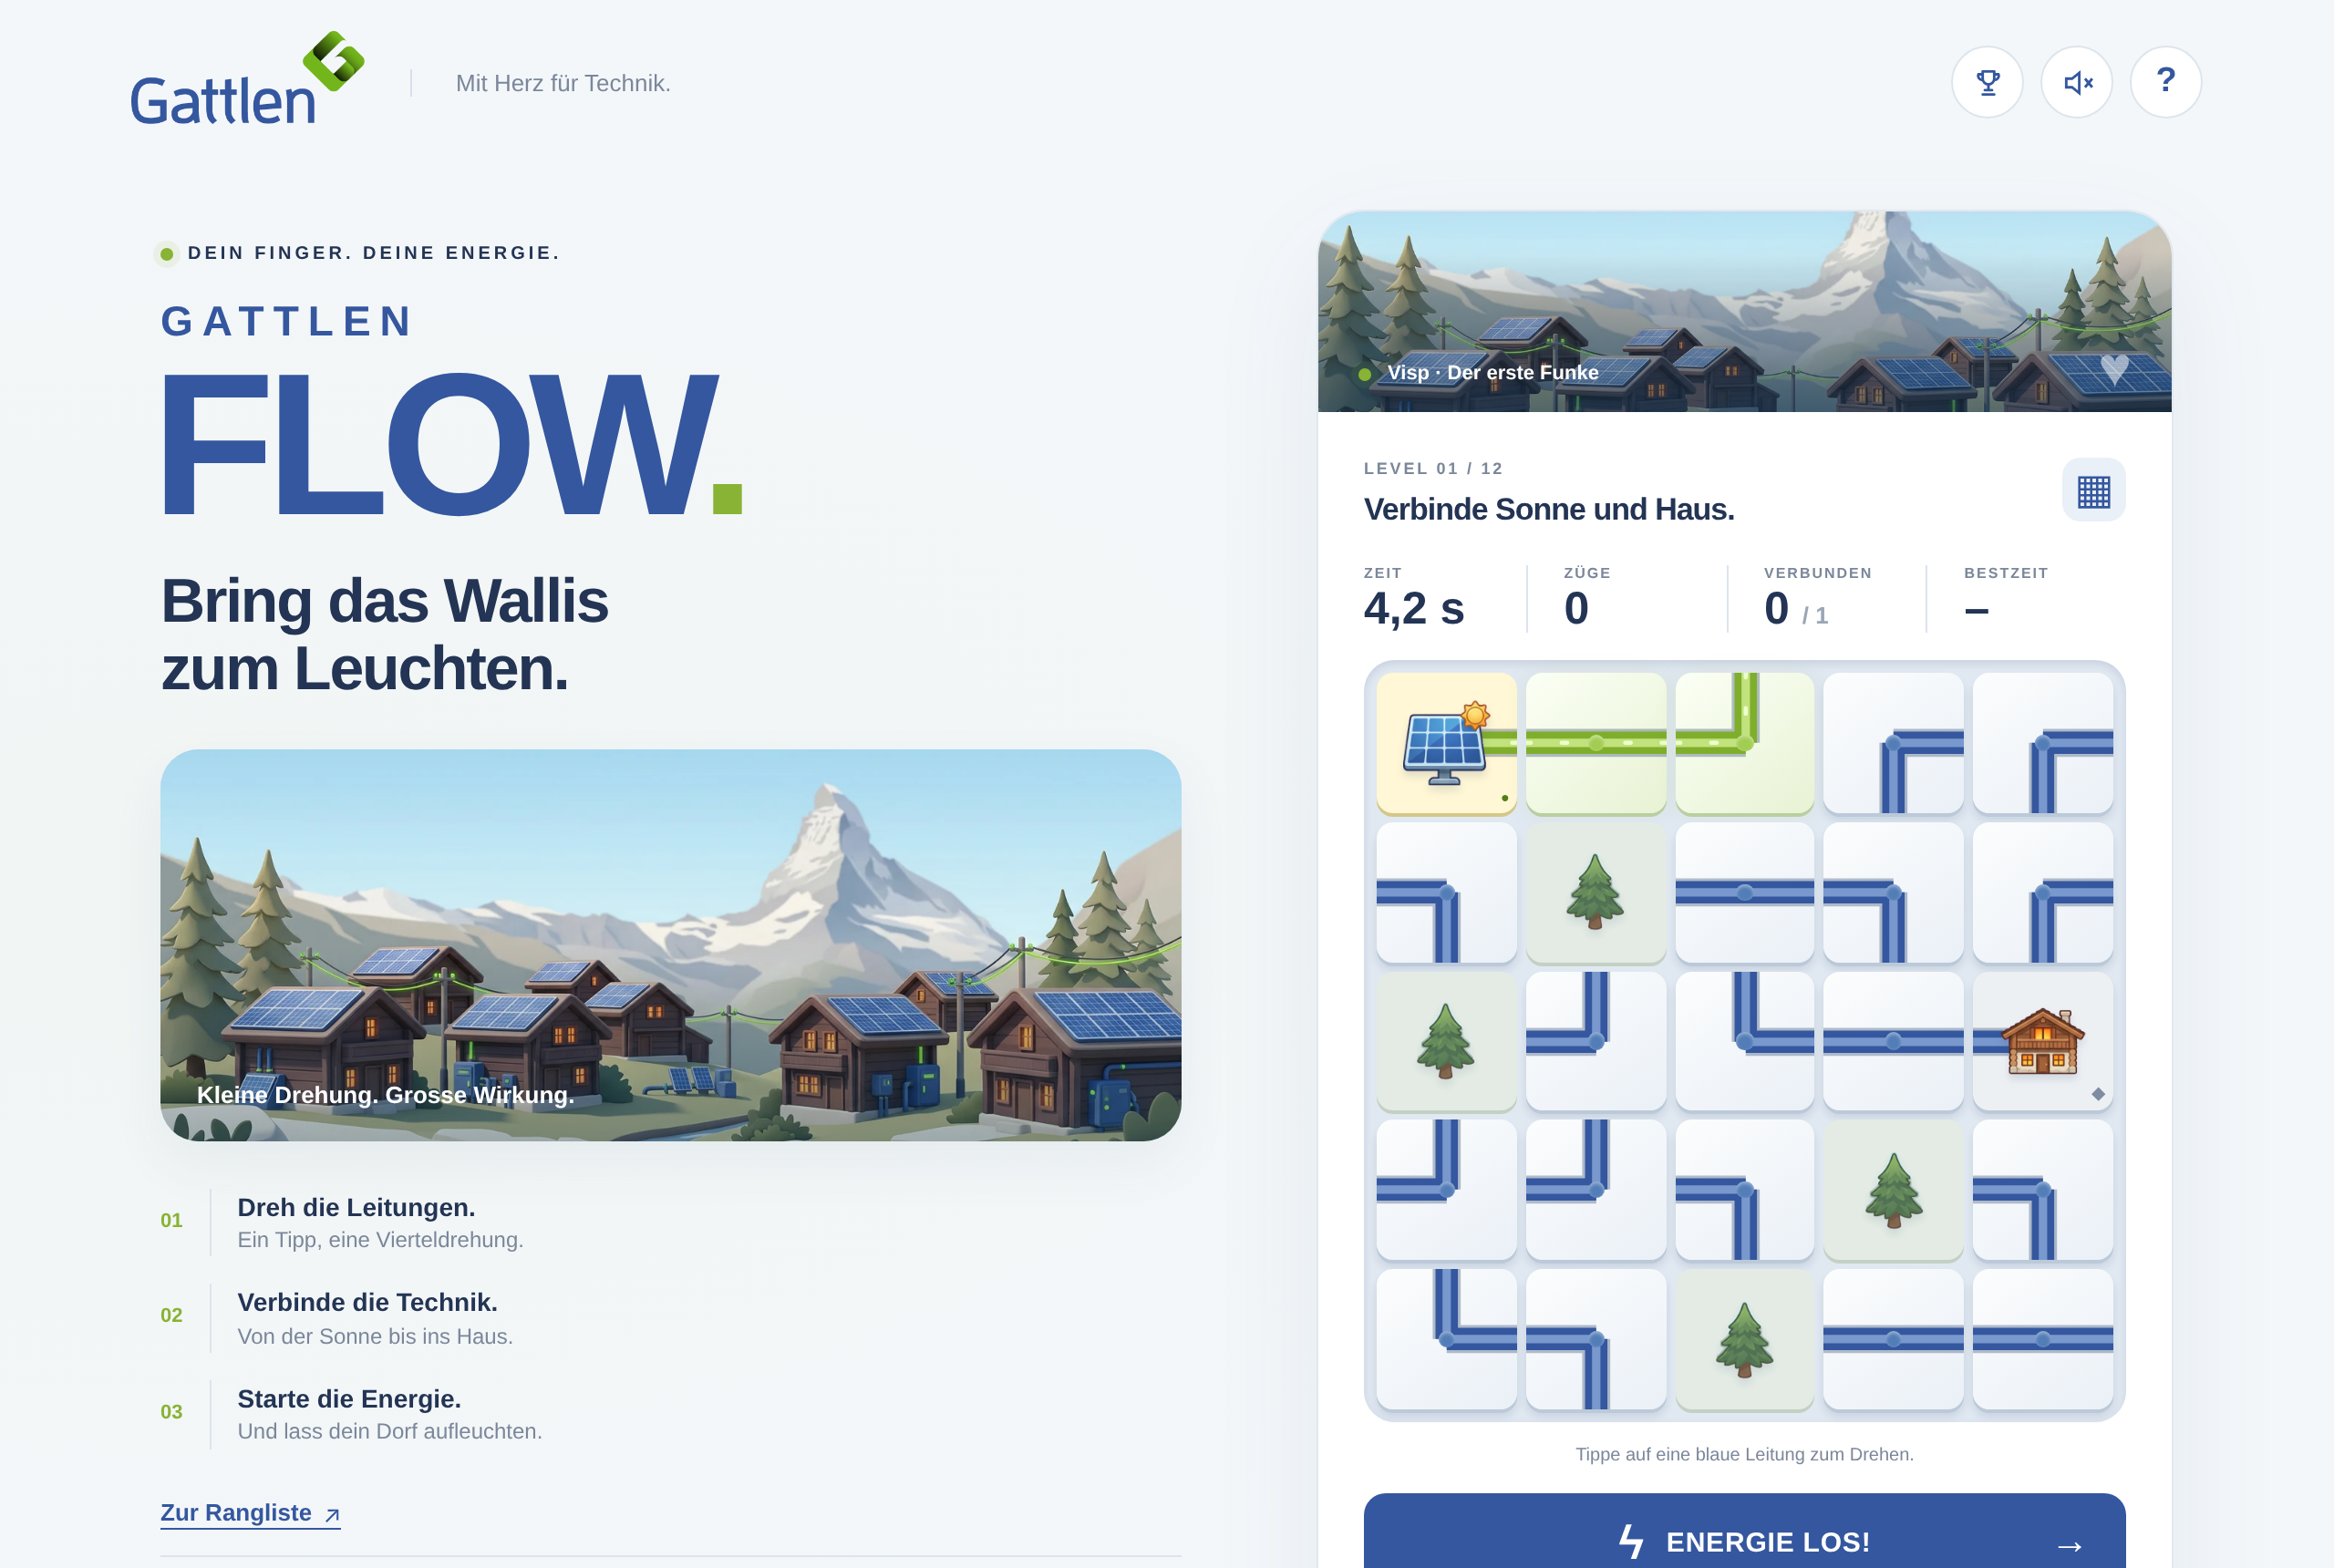 Gattlen
Mit Herz für Technik.
?
DEIN FINGER. DEINE ENERGIE.
GATTLEN
FLOW.
Bring das Wallis
zum Leuchten.
Kleine Drehung. Grosse Wirkung.
01
Dreh die Leitungen.
Ein Tipp, eine Vierteldrehung.
02
Verbinde die Technik.
Von der Sonne bis ins Haus.
03
Starte die Energie.
Und lass dein Dorf aufleuchten.
Zur Rangliste ↗
Visp · Der erste Funke
LEVEL 01 / 12
Verbinde Sonne und Haus.
ZEIT ZÜGE VERBUNDEN BESTZEIT
4,2 s 0 0 / 1 –
Tippe auf eine blaue Leitung zum Drehen.
ENERGIE LOS! →